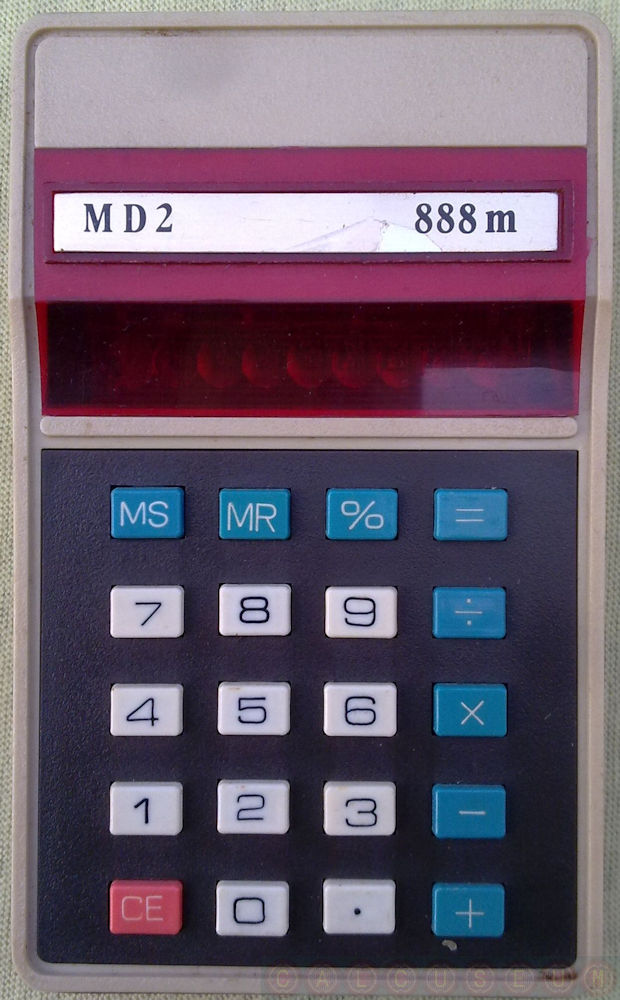 MD2 888m
MS MR % =
7 8 9 ÷
4 5 6 ×
1 2 3 −
CE 0 . +
CALCUSEUM